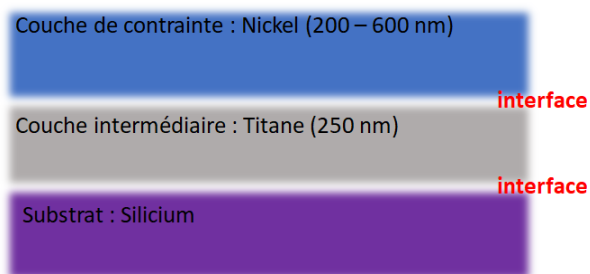 Couche de contrainte : Nickel (200 – 600 nm)
interface
Couche intermédiaire : Titane (250 nm)
interface
Substrat : Silicium